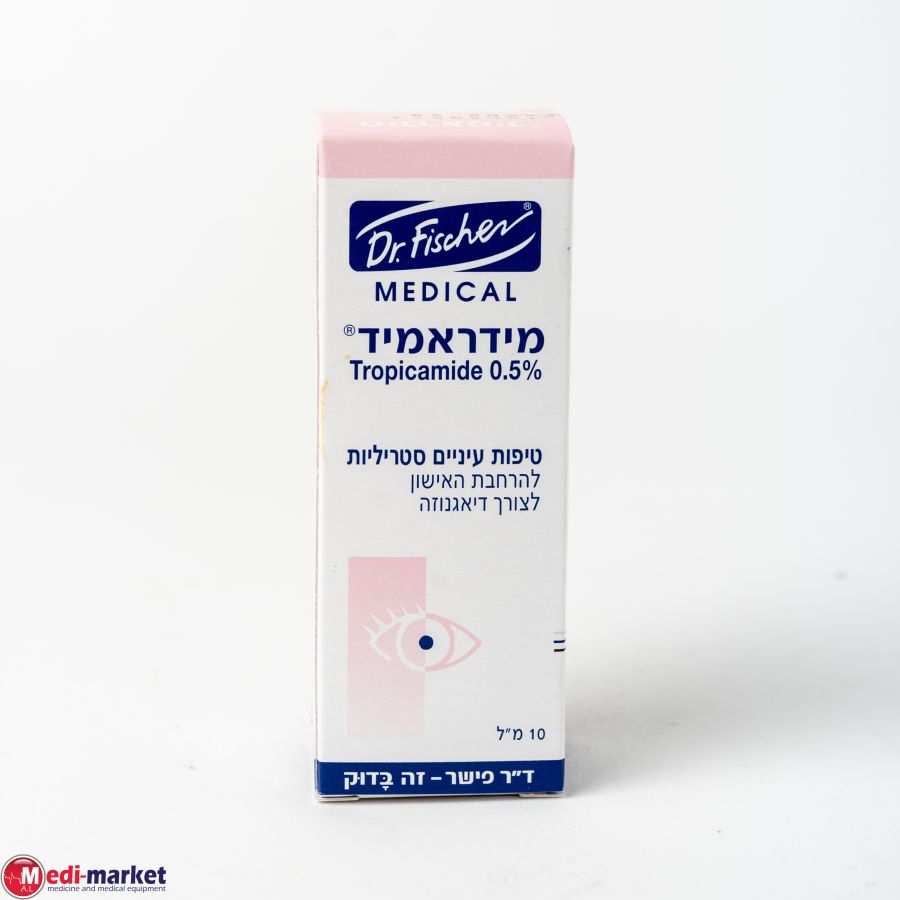 Dr. Fischer®
MEDICAL
מידראמיד®
Tropicamide 0.5%
טיפות עיניים סטריליות
להרחבת האישון
לצורך דיאגנוזה
10 מ"ל
ד"ר פישר – זה בָּדוּק
Medi-market
A.L
medicine and medical equipment